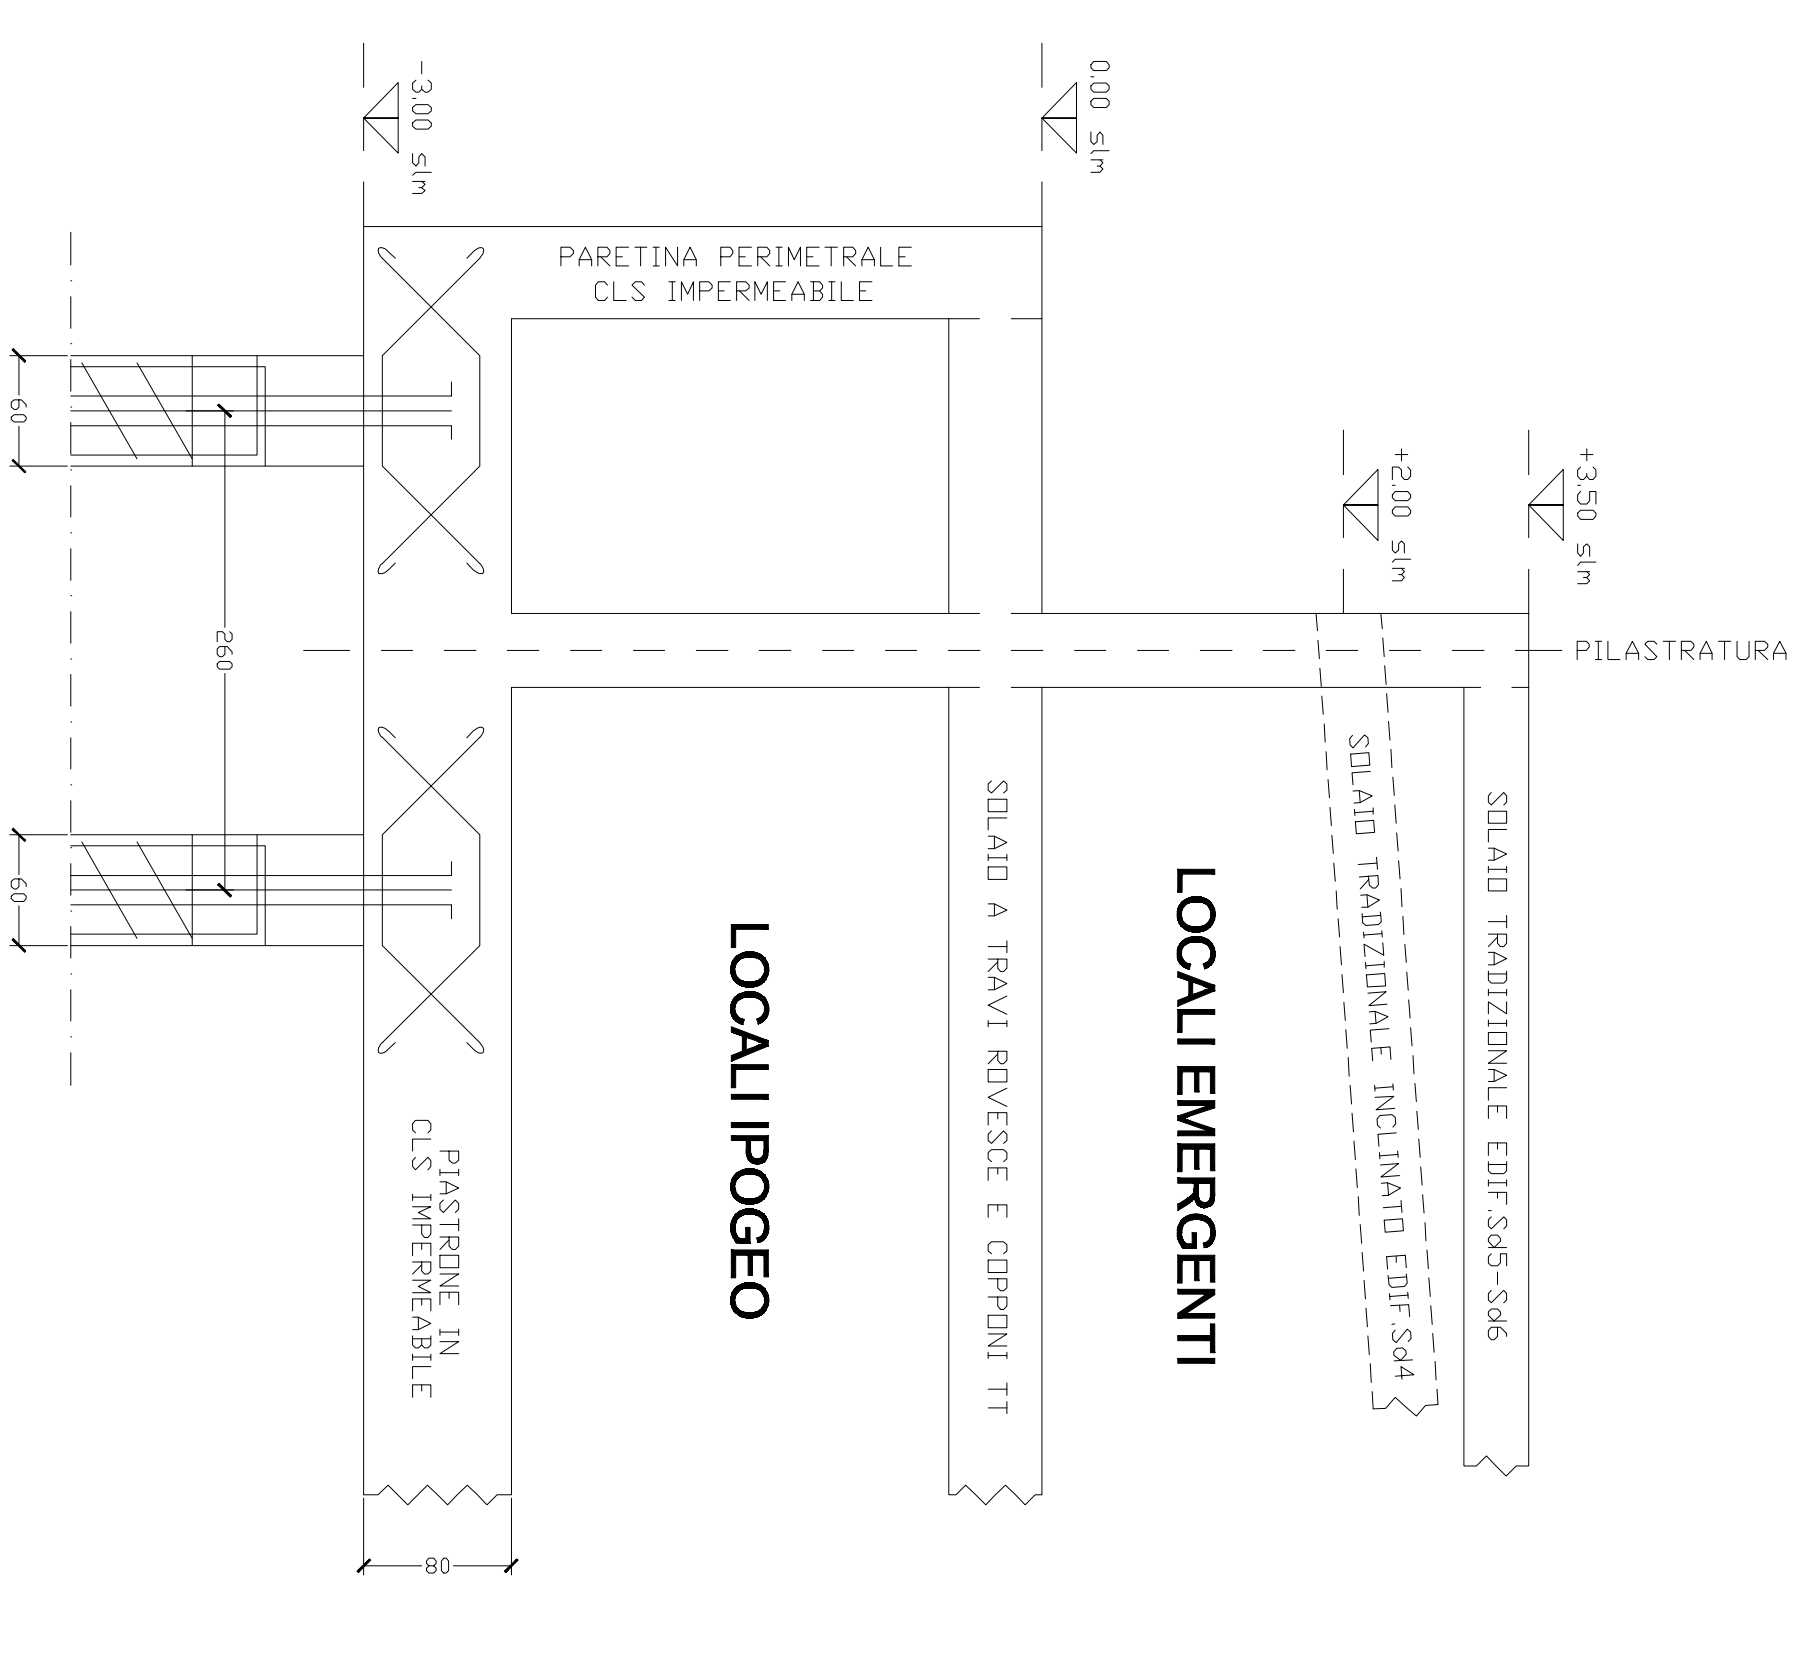 -3.00 slm
0.00 slm
PARETINA PERIMETRALE
CLS IMPERMEABILE
+2.00 slm
+3.50 slm
PILASTRATURA
SOLAIO TRADIZIONALE EDIF.Sd5-Sd6
SOLAIO TRADIZIONALE INCLINATO EDIF.Sd4
LOCALI EMERGENTI
SOLAIO A TRAVI ROVESCE E COPPONI TT
LOCALI IPOGEO
PIASTRONE IN
CLS IMPERMEABILE
60
260
60
80